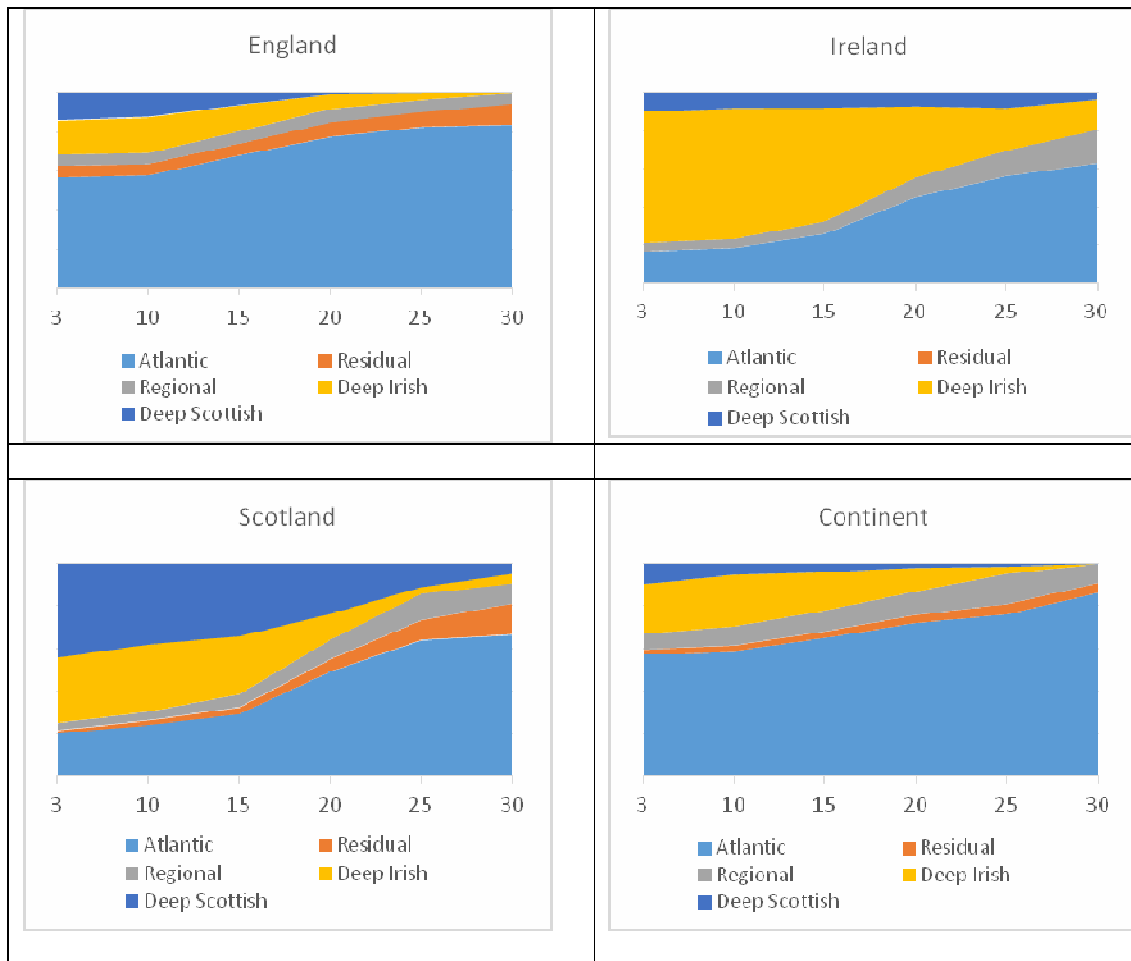 England
3 10 15 20 25 30
Atlantic Residual
Regional Deep Irish
Deep Scottish
Ireland
3 10 15 20 25 30
Atlantic Residual
Regional Deep Irish
Deep Scottish
Scotland
3 10 15 20 25 30
Atlantic Residual
Regional Deep Irish
Deep Scottish
Continent
3 10 15 20 25 30
Atlantic Residual
Regional Deep Irish
Deep Scottish